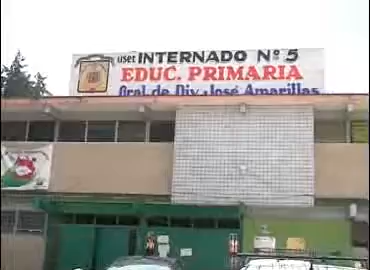 uset INTERNADO Nº 5
EDUC. PRIMARIA
Gral. de Div. José Amarillas